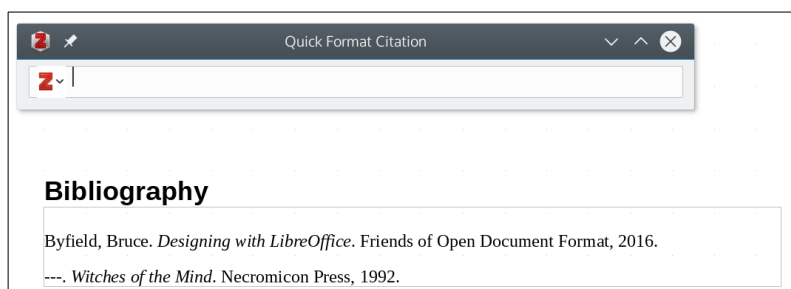 Quick Format Citation
Z
Bibliography
Byfield, Bruce. Designing with LibreOffice. Friends of Open Document Format, 2016.
---. Witches of the Mind. Necromicon Press, 1992.